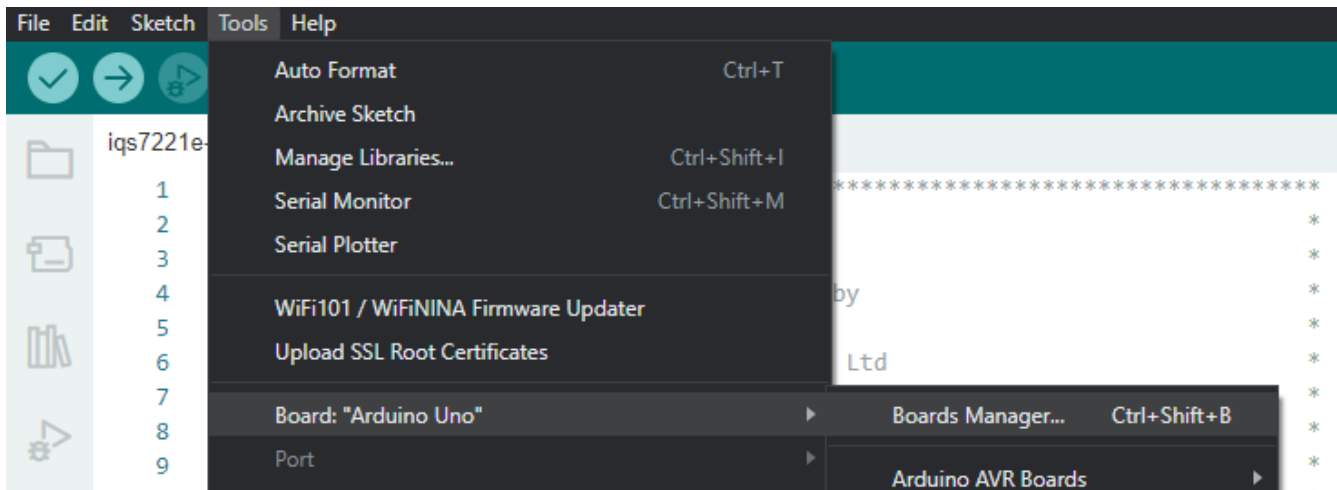 File Edit Sketch Tools Help
Auto Format Ctrl+T
Archive Sketch
iqs7221e-
Manage Libraries... Ctrl+Shift+I
1 ***********************************
Serial Monitor Ctrl+Shift+M
2 *
Serial Plotter
3 *
4 by *
WiFi101 / WiFiNINA Firmware Updater
5 *
Upload SSL Root Certificates
6 Ltd *
7 *
Board: "Arduino Uno" Boards Manager... Ctrl+Shift+B
8 *
Port
9 *
Arduino AVR Boards